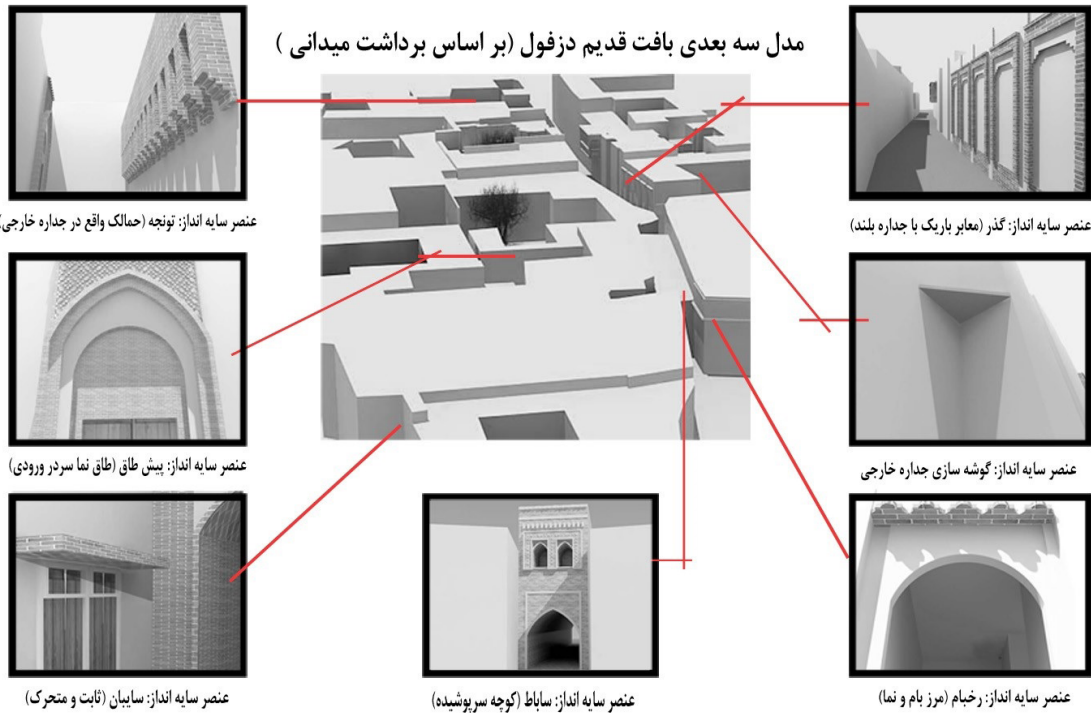 مدل سه بعدی بافت قدیم دزفول (بر اساس برداشت میدانی )
عنصر سایه انداز: گذر (معابر باریک با جداره بلند)
عنصر سایه انداز: تونجه (حمالک واقع در جداره خارجی)
عنصر سایه انداز: گوشه سازی جداره خارجی
عنصر سایه انداز: پیش طاق (طاق نما سردر ورودی)
عنصر سایه انداز: رخبام (مرز بام و نما)
عنصر سایه انداز: ساباط (کوچه سرپوشیده)
عنصر سایه انداز: سایبان (ثابت و متحرک)